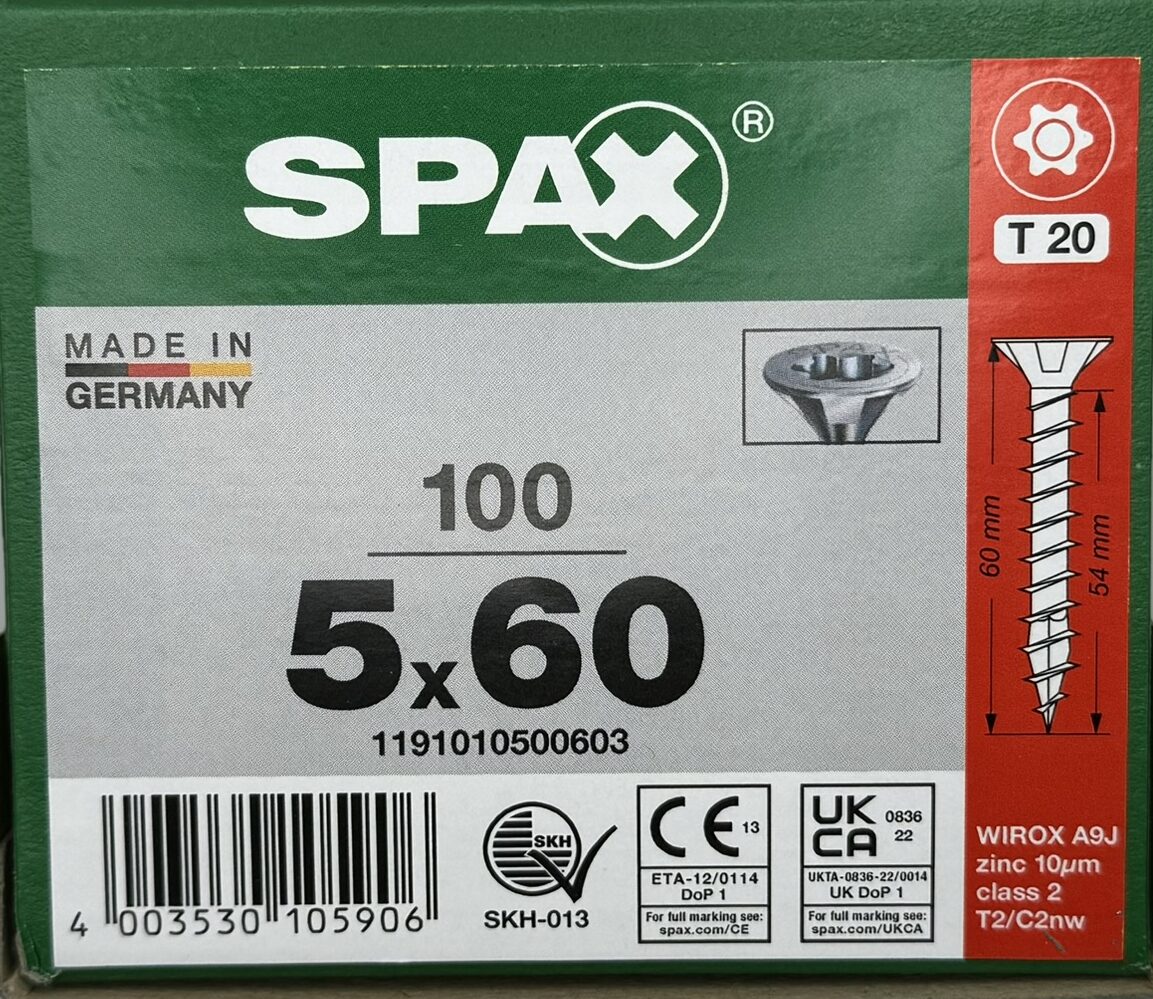 SPAX®
T 20
MADE IN
GERMANY
100
5x60
1191010500603
60 mm
54 mm
4 003530 105906
SKH
SKH-013
CE 13
ETA-12/0114
DoP 1
For full marking see:
spax.com/CE
UK
CA
0836
22
UKTA-0836-22/0014
UK DoP 1
For full marking see:
spax.com/UKCA
WIROX A9J
zinc 10µm
class 2
T2/C2nw